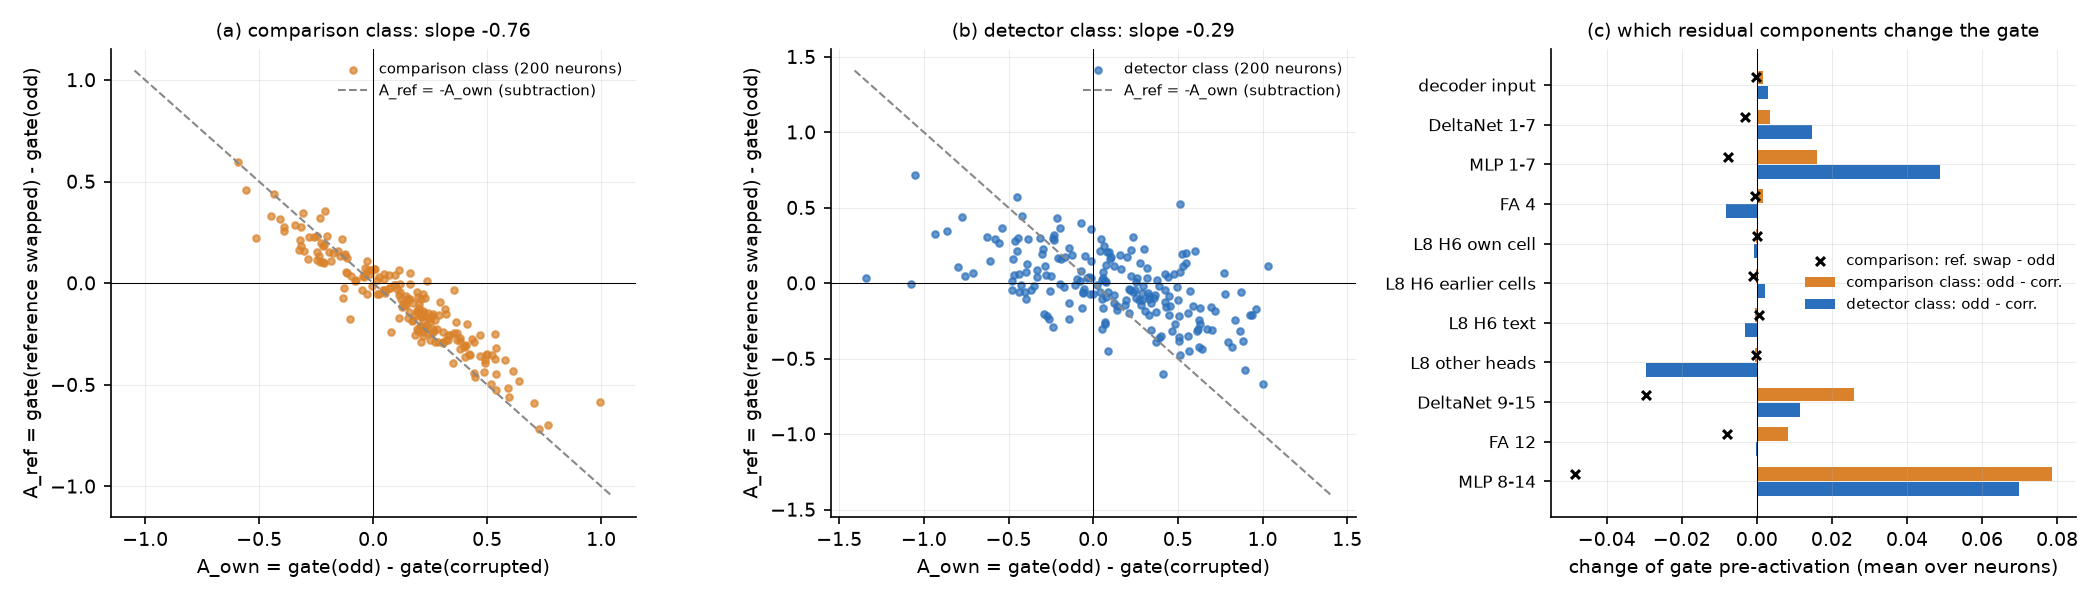 (a) comparison class: slope -0.76
comparison class (200 neurons)
A_ref = -A_own (subtraction)
A_ref = gate(reference swapped) - gate(odd)
1.0
0.5
0.0
−0.5
−1.0
−1.0
−0.5
0.0
0.5
1.0
A_own = gate(odd) - gate(corrupted)
(b) detector class: slope -0.29
detector class (200 neurons)
A_ref = -A_own (subtraction)
A_ref = gate(reference swapped) - gate(odd)
1.5
1.0
0.5
0.0
−0.5
−1.0
−1.5
−1.5
−1.0
−0.5
0.0
0.5
1.0
1.5
A_own = gate(odd) - gate(corrupted)
(c) which residual components change the gate
decoder input
DeltaNet 1-7
MLP 1-7
FA 4
L8 H6 own cell
L8 H6 earlier cells
L8 H6 text
L8 other heads
DeltaNet 9-15
FA 12
MLP 8-14
comparison: ref. swap - odd
comparison class: odd - corr.
detector class: odd - corr.
−0.04
−0.02
0.00
0.02
0.04
0.06
0.08
change of gate pre-activation (mean over neurons)